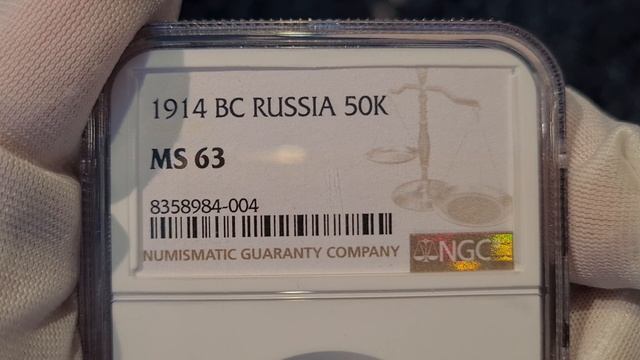 1914 BC RUSSIA 50K
MS 63
8358984-004
NUMISMATIC GUARANTY COMPANY
NGC